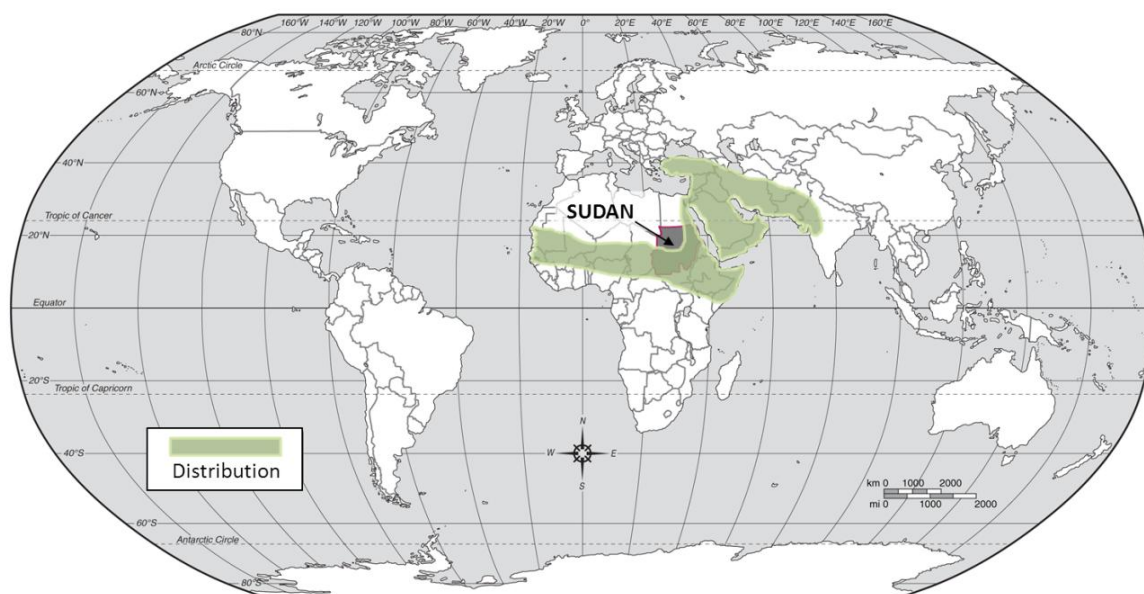 160°W 140°W 120°W 100°W 80°W 60°W 40°W 20°W 0° 20°E 40°E 60°E 80°E 100°E 120°E 140°E 160°E
80°N
Arctic Circle
60°N
40°N
Tropic of Cancer
SUDAN
20°N
Equator
20°S
Tropic of Capricorn
N
W E
S
40°S
Distribution
km 0 1000 2000
mi 0 1000 2000
60°S
Antarctic Circle
80°S